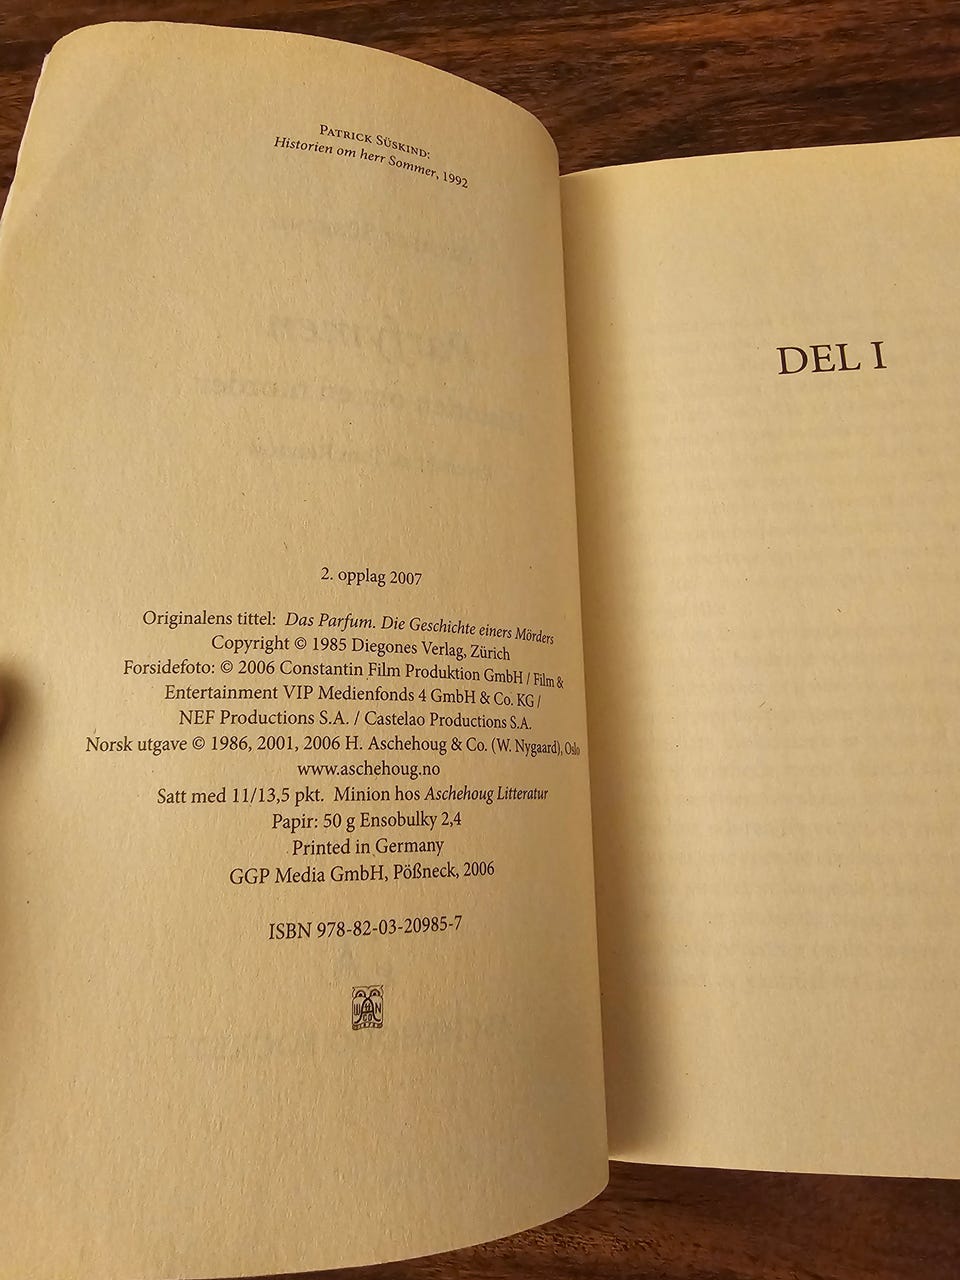 PATRICK SÜSKIND:
Historien om herr Sommer, 1992
2. opplag 2007
Originalens tittel: Das Parfum. Die Geschichte einers Mörders
Copyright © 1985 Diegones Verlag, Zürich
Forsidefoto: © 2006 Constantin Film Produktion GmbH / Film &
Entertainment VIP Medienfonds 4 GmbH & Co. KG /
NEF Productions S.A. / Castelao Productions S.A.
Norsk utgave © 1986, 2001, 2006 H. Aschehoug & Co. (W. Nygaard), Oslo
www.aschehoug.no
Satt med 11/13,5 pkt. Minion hos Aschehoug Litteratur
Papir: 50 g Ensobulky 2,4
Printed in Germany
GGP Media GmbH, Pößneck, 2006
ISBN 978-82-03-20985-7
DEL I